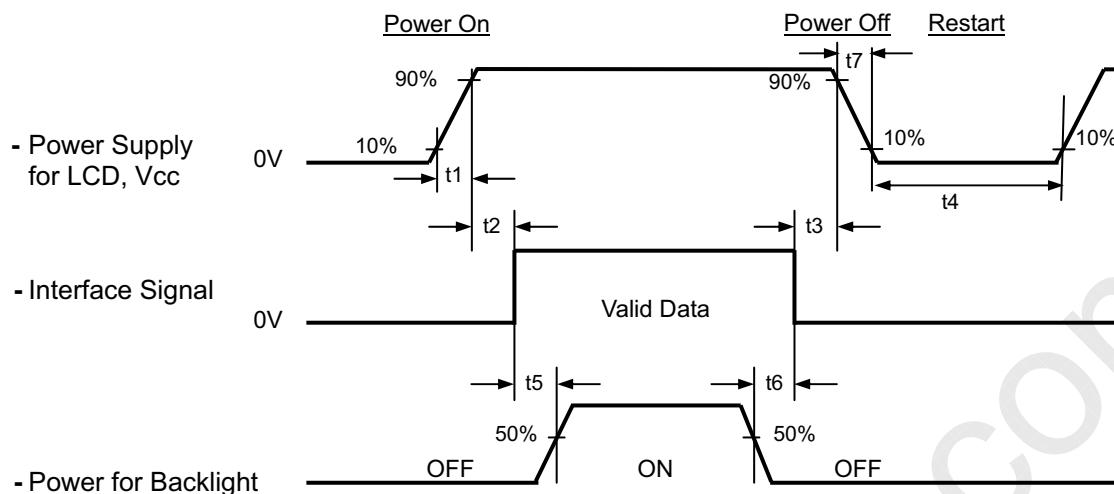 Power On
Power Off
Restart
90%
90%
t7
- Power Supply
for LCD, Vcc
0V
10%
10%
10%
t1
t4
t2
t3
- Interface Signal
0V
Valid Data
t5
t6
50%
50%
- Power for Backlight
OFF
ON
OFF
com